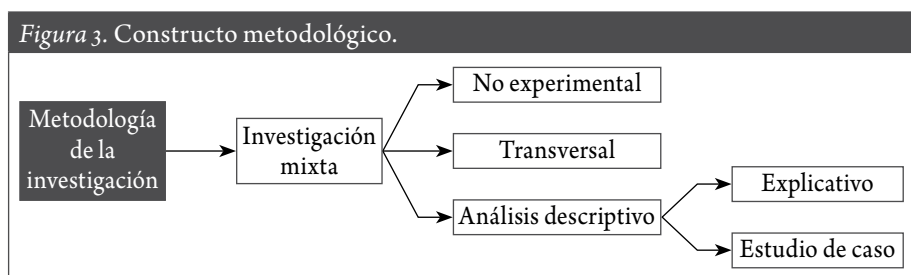 Figura 3. Constructo metodológico.
Metodología
de la
investigación
Investigación
mixta
No experimental
Transversal
Análisis descriptivo
Explicativo
Estudio de caso